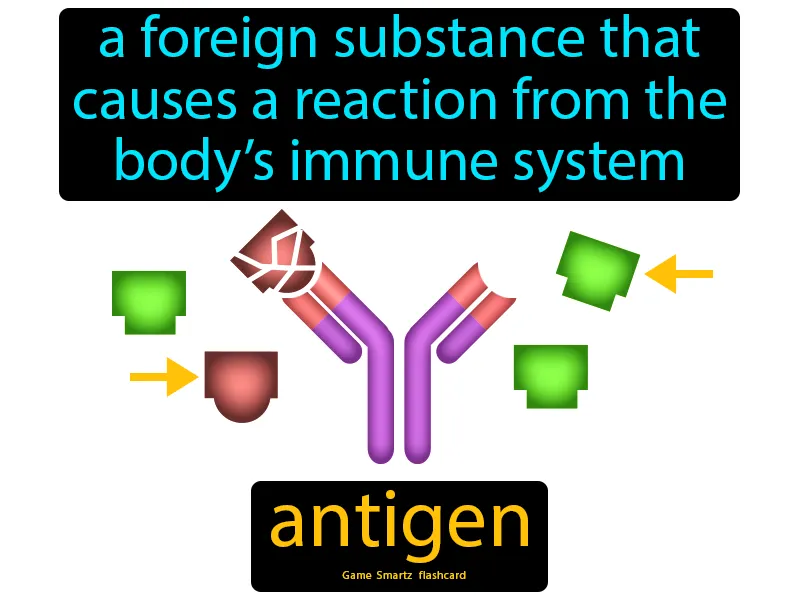 a foreign substance that
causes a reaction from the
body’s immune system
antigen
Game Smartz flashcard